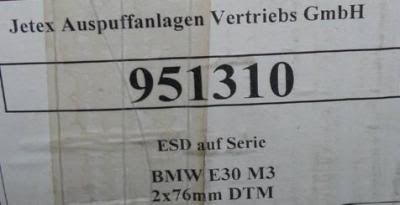 Jetex Auspuffanlagen Vertriebs GmbH
951310
ESD auf Serie
BMW E30 M3
2x76mm DTM